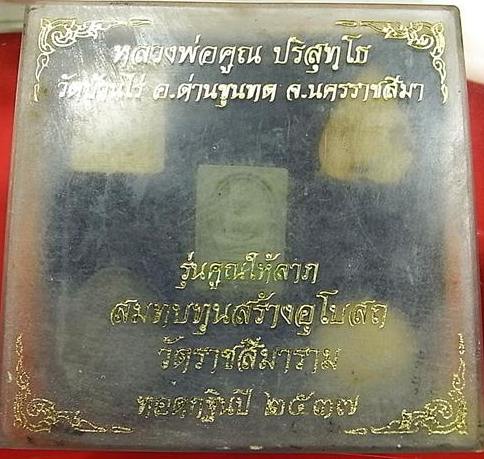 หลวงพ่อคูณ ปริสุทฺโธ
วัดบ้านไร่ อ.ด่านขุนทด จ.นครราชสีมา
รุ่นคูณให้ลาภ
สมทบทุนสร้างอุโบสถ
วัดราชสีมาราม
ทอดกฐินปี ๒๕๓๗